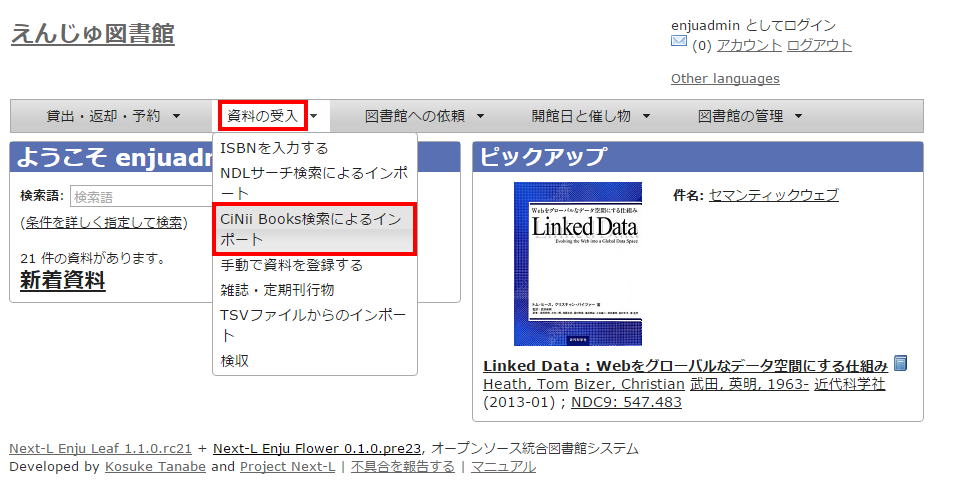 えんじゅ図書館
enjuadmin としてログイン
(0) アカウント ログアウト
Other languages
貸出・返却・予約 資料の受入 図書館への依頼 開館日と催し物 図書館の管理
ようこそ enjuadm
検索語: 検索語
(条件を詳しく指定して検索)
21 件の資料があります。
新着資料
ISBNを入力する
NDLサーチ検索によるインポ
ート
CiNii Books検索によるイン
ポート
手動で資料を登録する
雑誌・定期刊行物
TSVファイルからのインポー
ト
検収
ピックアップ
Webをグローバルなデータ空間にする仕組み
Linked Data
Evolving the Web into a Global Data Space
トム・ヒース、クリスチャン・バイツァー 著
近代科学社
件名: セマンティックウェブ
Linked Data : Webをグローバルなデータ空間にする仕組み
Heath, Tom Bizer, Christian 武田, 英明, 1963- 近代科学社
(2013-01) ; NDC9: 547.483
Next-L Enju Leaf 1.1.0.rc21 + Next-L Enju Flower 0.1.0.pre23, オープンソース統合図書館システム
Developed by Kosuke Tanabe and Project Next-L | 不具合を報告する | マニュアル